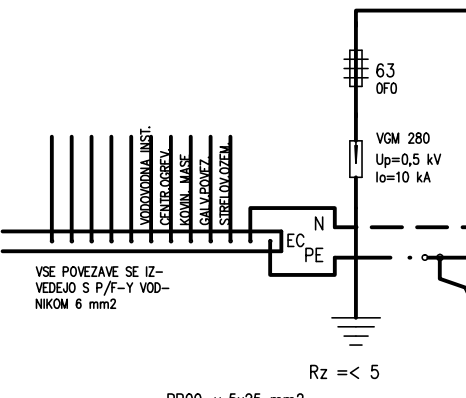 63
OFO
VGM 280
Up=0,5 kV
Io=10 kA
VODOVODNA INST.
CENTR.OGREV.
KOVIN. MASE
GALV.POVEZ.
STRELOV.OZEM.
N
EC
PE
VSE POVEZAVE SE IZ-
VEDEJO S P/F-Y VOD-
NIKOM 6 mm2
Rz =< 5